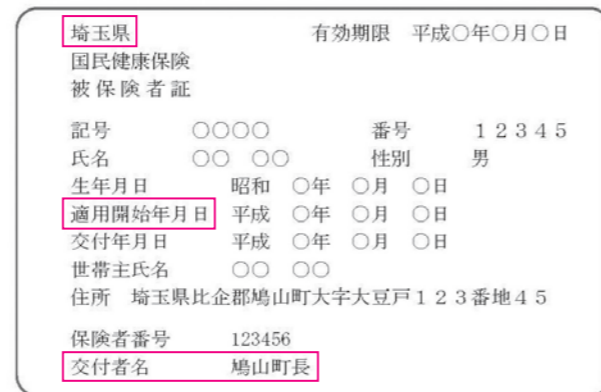 埼玉県 有効期限 平成○年○月○日
国民健康保険
被保険者証
記号 ○○○○ 番号 12345
氏名 ○○ ○○ 性別 男
生年月日 昭和 ○年 ○月 ○日
適用開始年月日 平成 ○年 ○月 ○日
交付年月日 平成 ○年 ○月 ○日
世帯主氏名 ○○ ○○
住所 埼玉県比企郡鳩山町大字大豆戸123番地45
保険者番号 123456
交付者名 鳩山町長